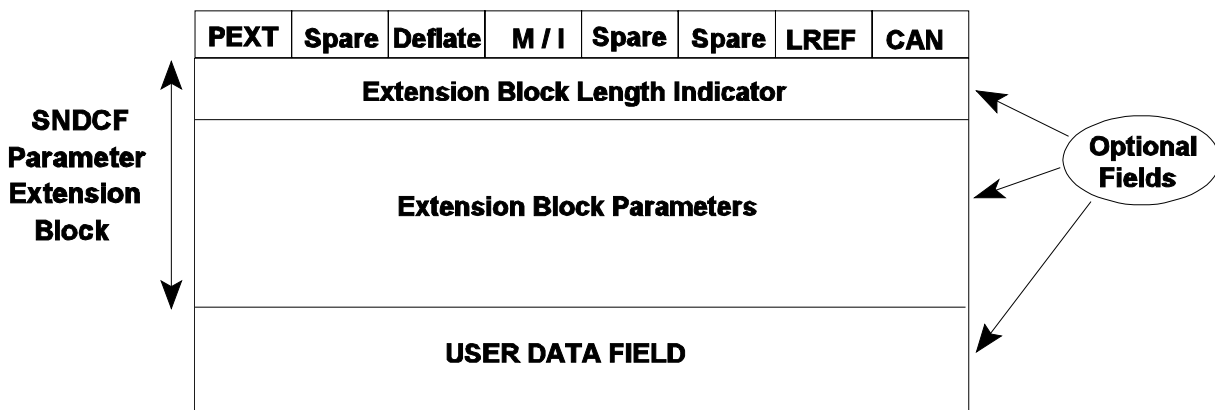 PEXT Spare Deflate M / I Spare Spare LREF CAN
Extension Block Length Indicator
SNDCF
Parameter
Extension
Block
Optional
Fields
Extension Block Parameters
USER DATA FIELD